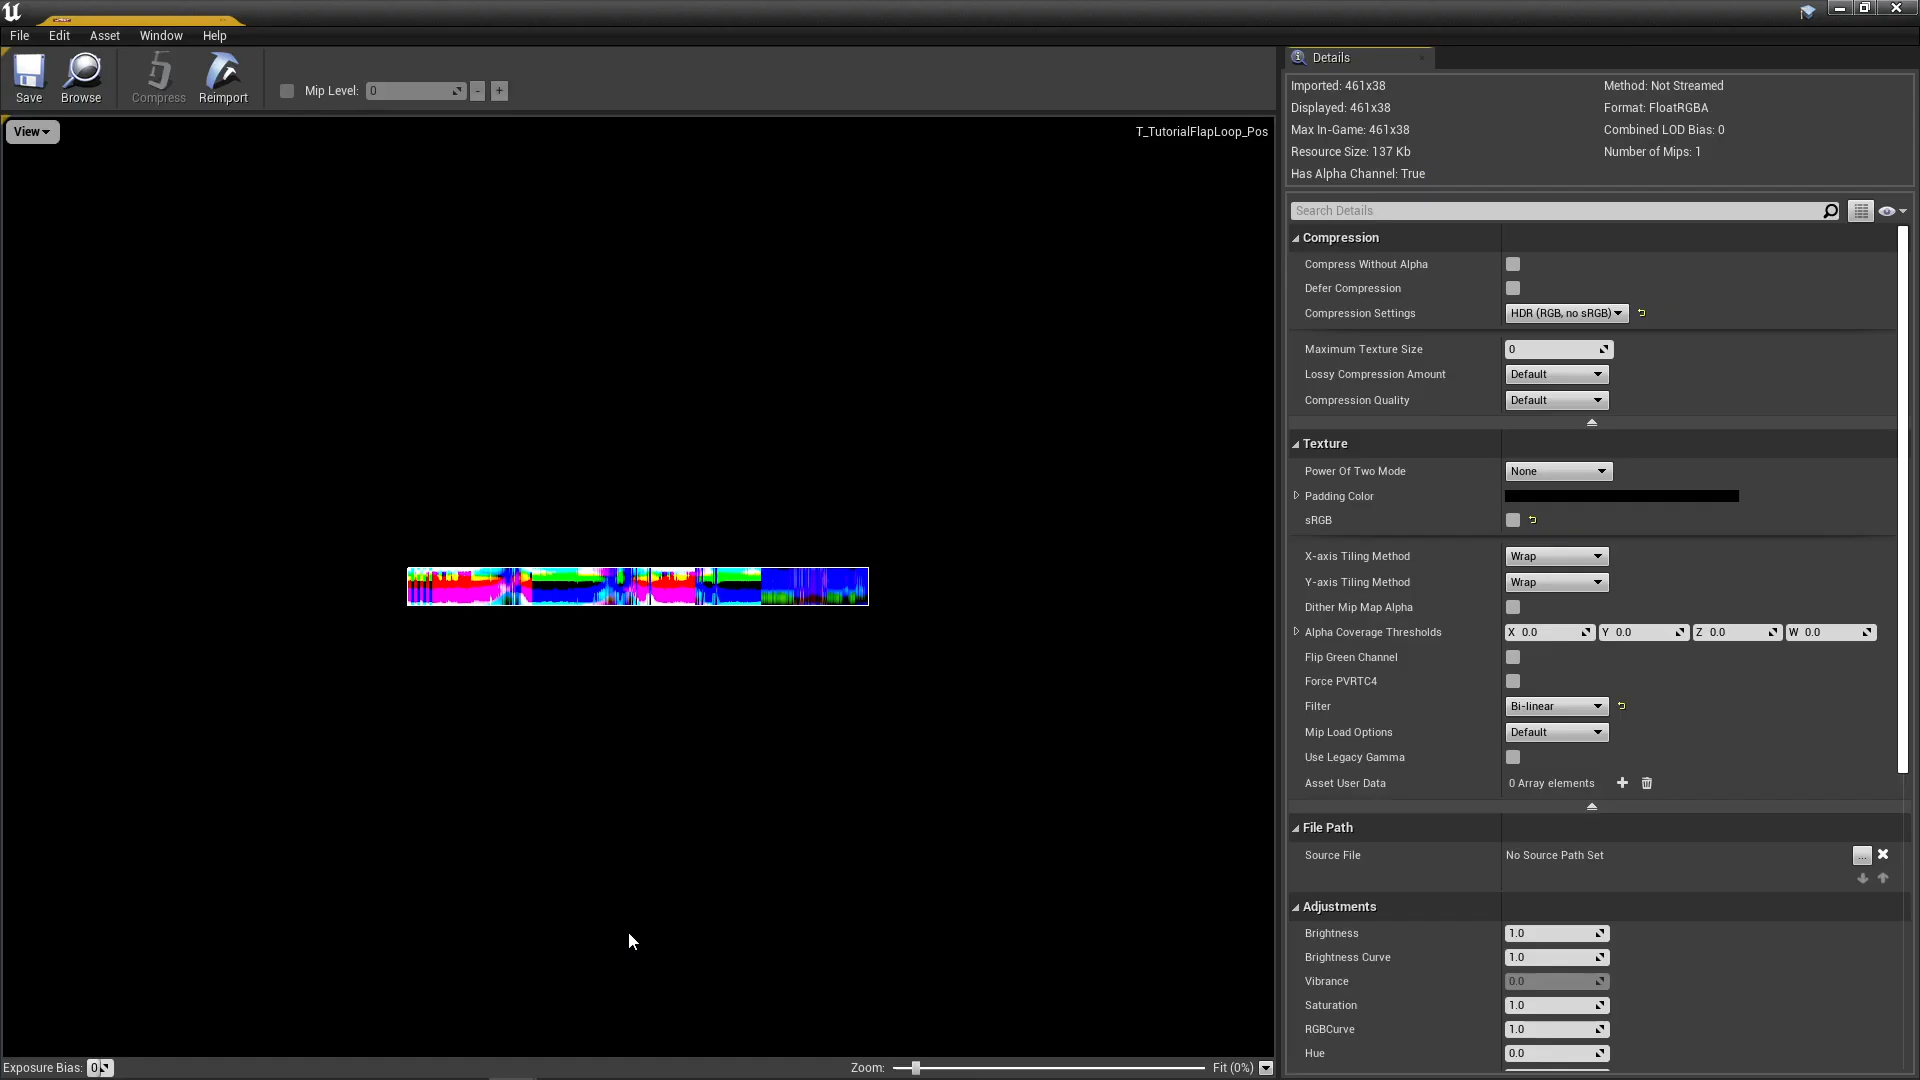 File Edit Asset Window Help
Save Browse Compress Reimport Mip Level: 0 - +
View
T_TutorialFlapLoop_Pos
Exposure Bias: 0
Zoom: Fit (0%)
Details
Imported: 461x38 Method: Not Streamed
Displayed: 461x38 Format: FloatRGBA
Max In-Game: 461x38 Combined LOD Bias: 0
Resource Size: 137 Kb Number of Mips: 1
Has Alpha Channel: True
Search Details
Compression
Compress Without Alpha
Defer Compression
Compression Settings HDR (RGB, no sRGB)
Maximum Texture Size 0
Lossy Compression Amount Default
Compression Quality Default
Texture
Power Of Two Mode None
Padding Color
sRGB
X-axis Tiling Method Wrap
Y-axis Tiling Method Wrap
Dither Mip Map Alpha
Alpha Coverage Thresholds X 0.0 Y 0.0 Z 0.0 W 0.0
Flip Green Channel
Force PVRTC4
Filter Bi-linear
Mip Load Options Default
Use Legacy Gamma
Asset User Data 0 Array elements
File Path
Source File No Source Path Set ...
Adjustments
Brightness 1.0
Brightness Curve 1.0
Vibrance 0.0
Saturation 1.0
RGBCurve 1.0
Hue 0.0